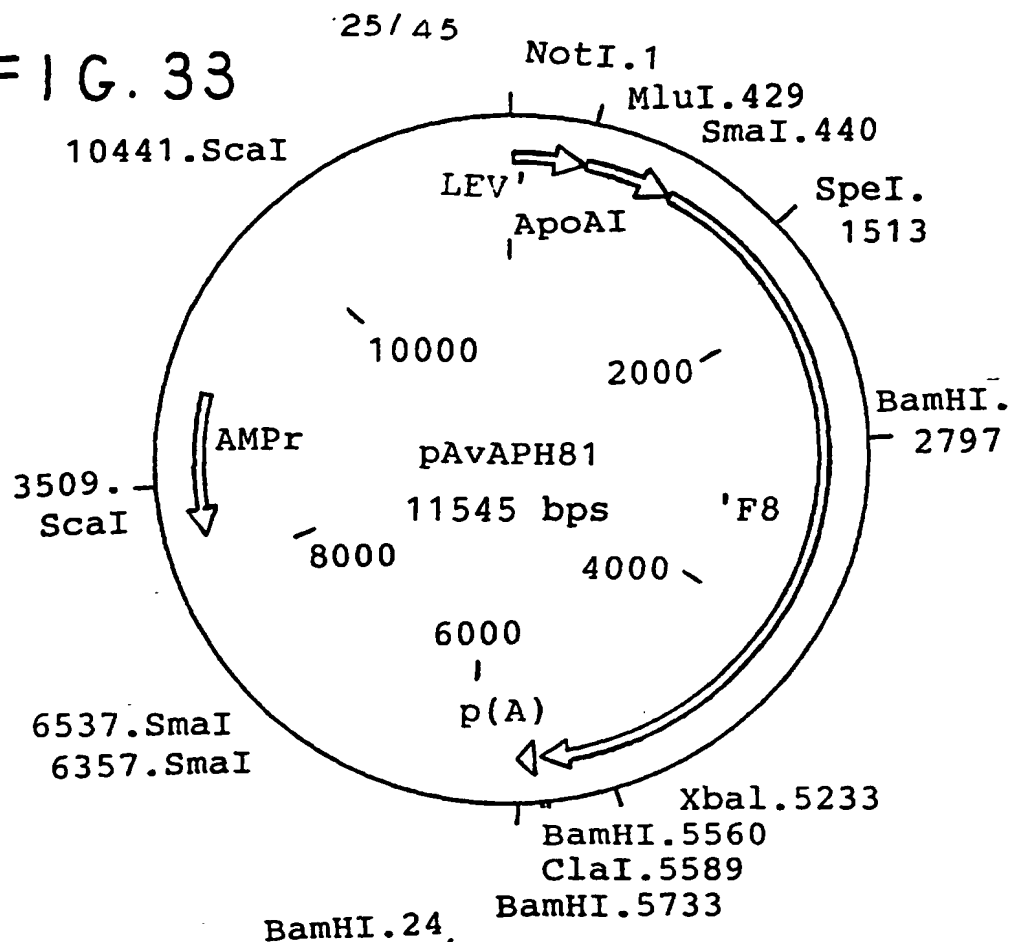 25/45
FIG. 33
NotI.1
MluI.429
SmaI.440
10441.ScaI
LEV'
SpeI.
1513
ApoAI
10000
2000
BamHI.
2797
AMPr
pAvAPH81
11545 bps
'F8
3509.
ScaI
8000
4000
6000
p(A)
6537.SmaI
6357.SmaI
Xbal.5233
BamHI.5560
ClaI.5589
BamHI.5733
BamHI.24